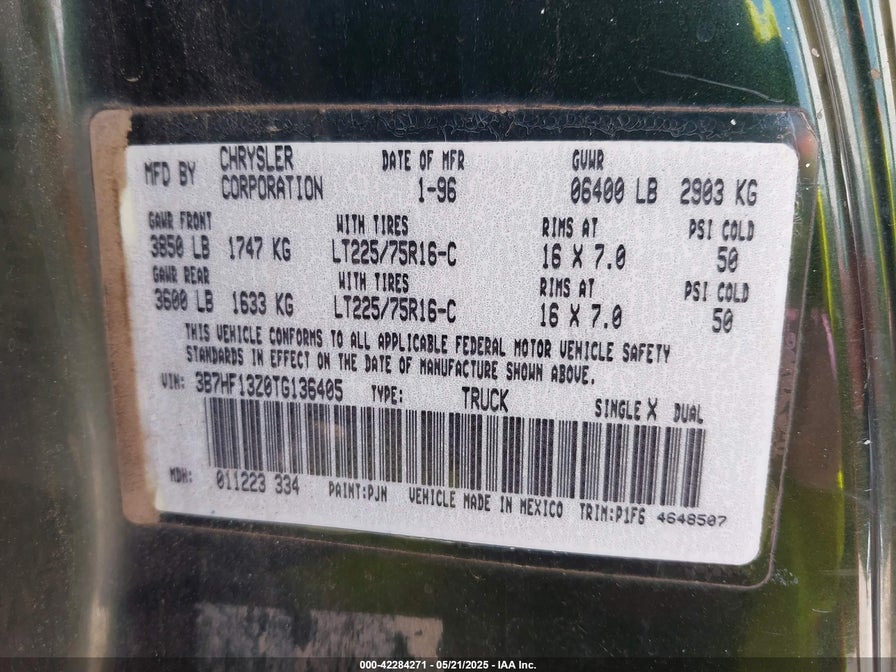 MFD BY CHRYSLER CORPORATION DATE OF MFR 1-96 GVWR 06400 LB 2903 KG
GAWR FRONT WITH TIRES RIMS AT PSI COLD
3850 LB 1747 KG LT225/75R16-C 16 X 7.0 50
GAWR REAR WITH TIRES RIMS AT PSI COLD
3600 LB 1633 KG LT225/75R16-C 16 X 7.0 50
THIS VEHICLE CONFORMS TO ALL APPLICABLE FEDERAL MOTOR VEHICLE SAFETY
STANDARDS IN EFFECT ON THE DATE OF MANUFACTURE SHOWN ABOVE.
VIN: 3B7HF13Z0TG136405 TYPE: TRUCK SINGLE X DUAL
MDH: 011223 334 PAINT:PJN VEHICLE MADE IN MEXICO TRIM:P1F6 4648507
000-42284271 - 05/21/2025 - IAA Inc.